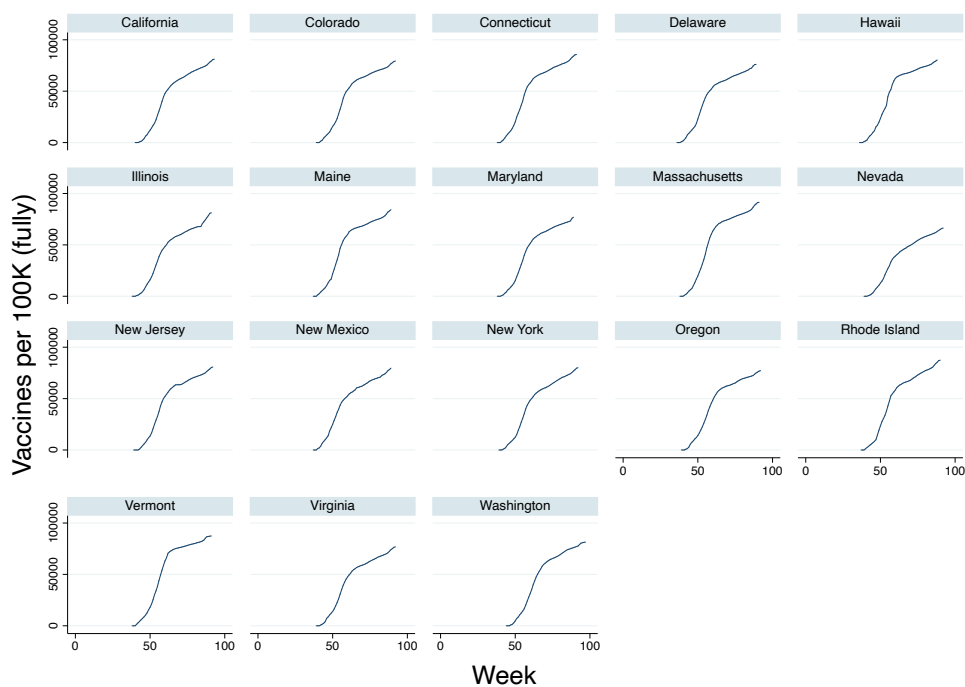 California Colorado Connecticut Delaware Hawaii
100000
50000
0
Illinois Maine Maryland Massachusetts Nevada
100000
50000
0
Vaccines per 100K (fully)
New Jersey New Mexico New York Oregon Rhode Island
100000
50000
0
0 50 100 0 50 100
Vermont Virginia Washington
100000
50000
0
0 50 100 0 50 100 0 50 100
Week